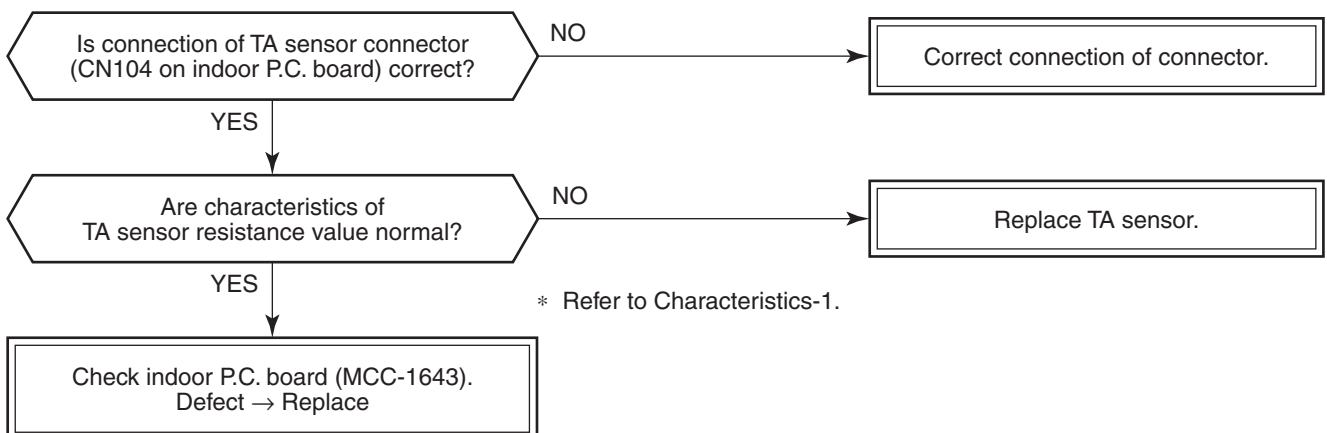 Is connection of TA sensor connector
(CN104 on indoor P.C. board) correct?
NO
Correct connection of connector.
YES
Are characteristics of
TA sensor resistance value normal?
NO
Replace TA sensor.
YES
* Refer to Characteristics-1.
Check indoor P.C. board (MCC-1643).
Defect → Replace